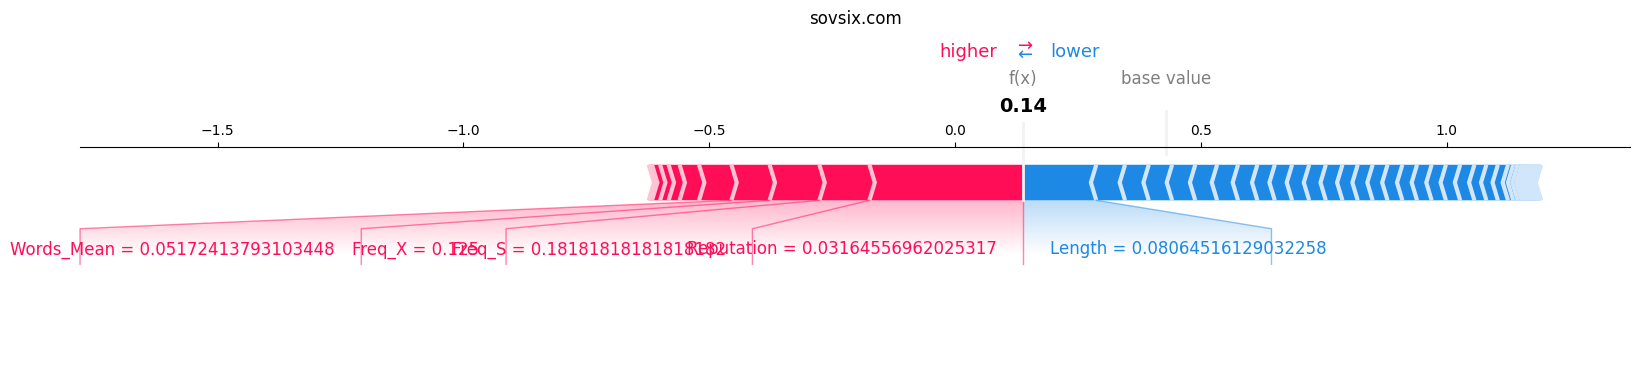 sovsix.com
higher → ← lower
f(x) base value
0.14
−1.5 −1.0 −0.5 0.0 0.5 1.0
Words_Mean = 0.05172413793103448 Freq_X = 0.125 Freq_S = 0.18181818181818182 Reputation = 0.03164556962025317 Length = 0.08064516129032258